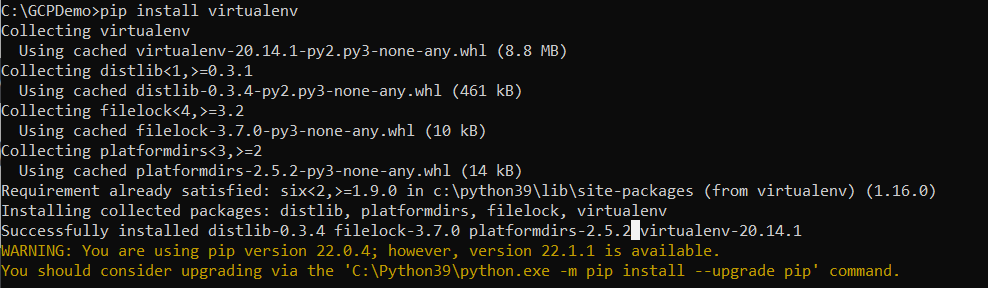 C:\GCPDemo>pip install virtualenv
Collecting virtualenv
  Using cached virtualenv-20.14.1-py2.py3-none-any.whl (8.8 MB)
Collecting distlib<1,>=0.3.1
  Using cached distlib-0.3.4-py2.py3-none-any.whl (461 kB)
Collecting filelock<4,>=3.2
  Using cached filelock-3.7.0-py3-none-any.whl (10 kB)
Collecting platformdirs<3,>=2
  Using cached platformdirs-2.5.2-py3-none-any.whl (14 kB)
Requirement already satisfied: six<2,>=1.9.0 in c:\python39\lib\site-packages (from virtualenv) (1.16.0)
Installing collected packages: distlib, platformdirs, filelock, virtualenv
Successfully installed distlib-0.3.4 filelock-3.7.0 platformdirs-2.5.2 virtualenv-20.14.1
WARNING: You are using pip version 22.0.4; however, version 22.1.1 is available.
You should consider upgrading via the 'C:\Python39\python.exe -m pip install --upgrade pip' command.